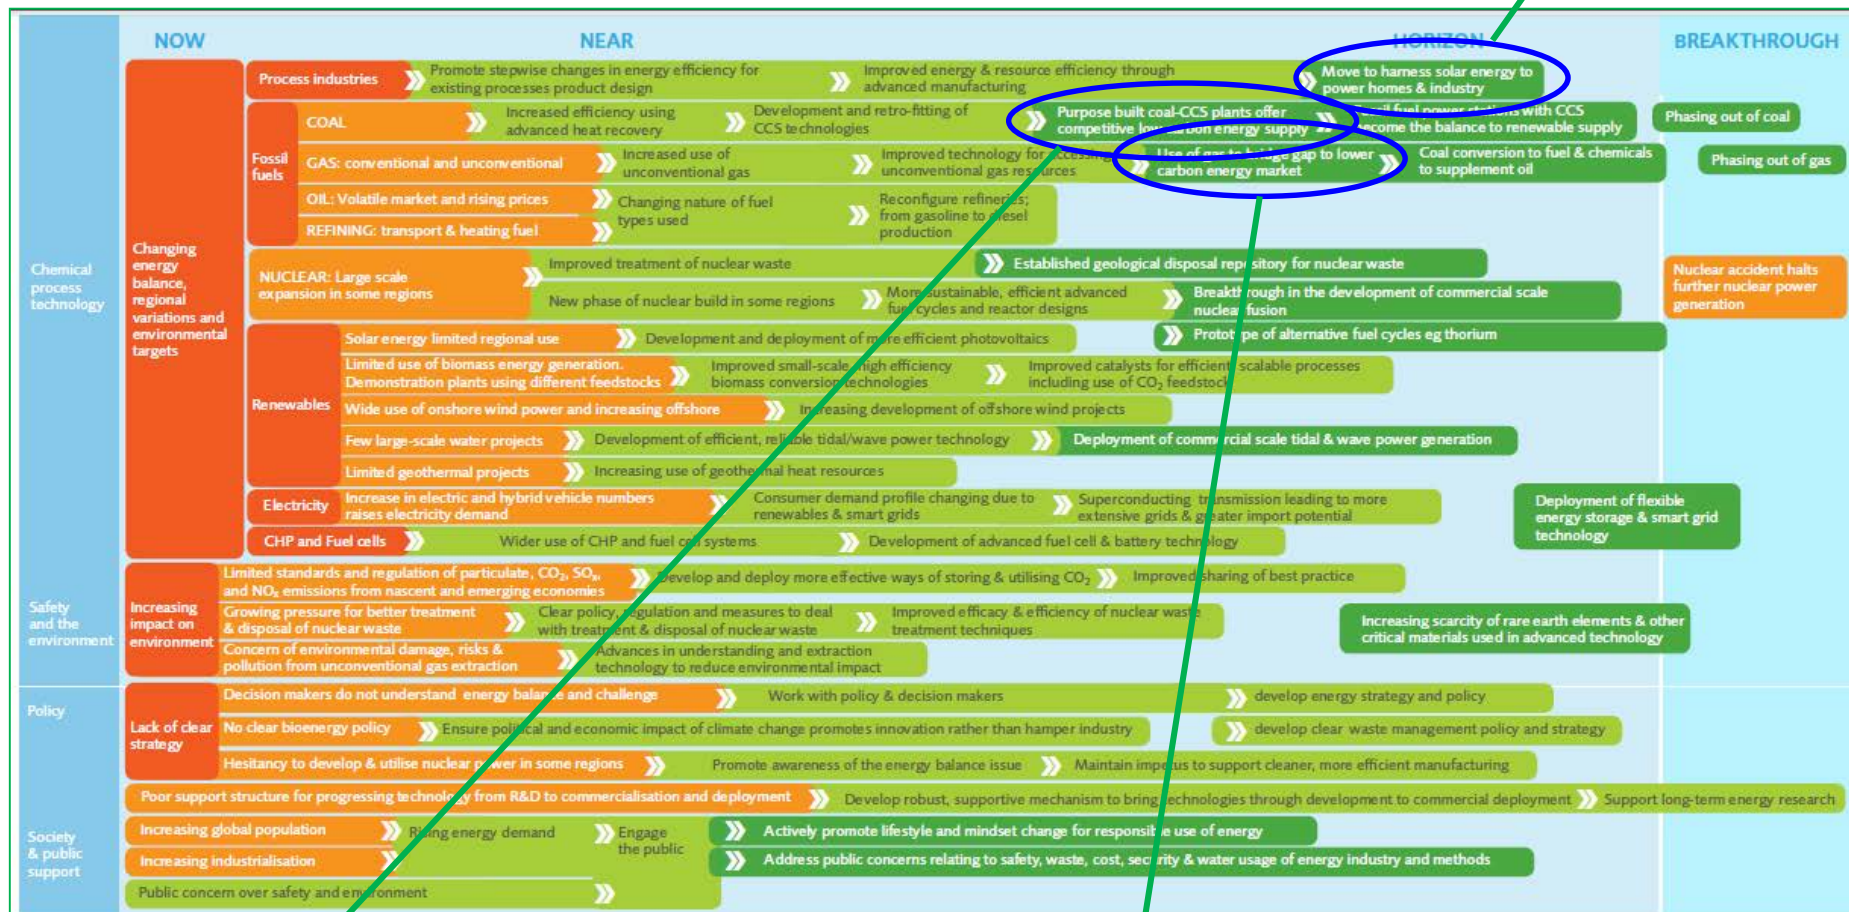 NOW
NEAR
HORIZON
BREAKTHROUGH
Chemical
process
technology
Changing
energy
balance,
regional
variations and
environmental
targets
Process industries
Promote stepwise changes in energy efficiency for
existing processes product design
Improved energy & resource efficiency through
advanced manufacturing
Move to harness solar energy to
power homes & industry
Fossil
fuels
COAL
Increased efficiency using
advanced heat recovery
Development and retro-fitting of
CCS technologies
Purpose built coal-CCS plants offer
competitive low carbon energy supply
Fossil fuel power stations with CCS
become the balance to renewable supply
Phasing out of coal
GAS: conventional and unconventional
Increased use of
unconventional gas
Improved technology for accessing
unconventional gas resources
Use of gas to bridge gap to lower
carbon energy market
Coal conversion to fuel & chemicals
to supplement oil
Phasing out of gas
OIL: Volatile market and rising prices
REFINING: transport & heating fuel
Changing nature of fuel
types used
Reconfigure refineries;
from gasoline to diesel
production
NUCLEAR: Large scale
expansion in some regions
Improved treatment of nuclear waste
Established geological disposal repository for nuclear waste
New phase of nuclear build in some regions
More sustainable, efficient advanced
fuel cycles and reactor designs
Breakthrough in the development of commercial scale
nuclear fusion
Nuclear accident halts
further nuclear power
generation
Renewables
Solar energy limited regional use
Development and deployment of more efficient photovoltaics
Prototype of alternative fuel cycles eg thorium
Limited use of biomass energy generation.
Demonstration plants using different feedstocks
Improved small-scale, high efficiency
biomass conversion technologies
Improved catalysts for efficient, scalable processes
including use of CO₂ feedstock
Wide use of onshore wind power and increasing offshore
Increasing development of offshore wind projects
Few large-scale water projects
Development of efficient, reliable tidal/wave power technology
Deployment of commercial scale tidal & wave power generation
Limited geothermal projects
Increasing use of geothermal heat resources
Electricity
Increase in electric and hybrid vehicle numbers
raises electricity demand
Consumer demand profile changing due to
renewables & smart grids
Superconducting transmission leading to more
extensive grids & greater import potential
Deployment of flexible
energy storage & smart grid
technology
CHP and Fuel cells
Wider use of CHP and fuel cell systems
Development of advanced fuel cell & battery technology
Safety
and the
environment
Increasing
impact on
environment
Limited standards and regulation of particulate, CO₂, SOₓ,
and NOₓ emissions from nascent and emerging economies
Develop and deploy more effective ways of storing & utilising CO₂
Improved sharing of best practice
Growing pressure for better treatment
& disposal of nuclear waste
Clear policy, regulation and measures to deal
with treatment & disposal of nuclear waste
Improved efficacy & efficiency of nuclear waste
treatment techniques
Increasing scarcity of rare earth elements & other
critical materials used in advanced technology
Concern of environmental damage, risks &
pollution from unconventional gas extraction
Advances in understanding and extraction
technology to reduce environmental impact
Policy
Lack of clear
strategy
Decision makers do not understand energy balance and challenge
Work with policy & decision makers
develop energy strategy and policy
No clear bioenergy policy
Ensure political and economic impact of climate change promotes innovation rather than hamper industry
develop clear waste management policy and strategy
Hesitancy to develop & utilise nuclear power in some regions
Promote awareness of the energy balance issue
Maintain impetus to support cleaner, more efficient manufacturing
Poor support structure for progressing technology from R&D to commercialisation and deployment
Develop robust, supportive mechanism to bring technologies through development to commercial deployment
Support long-term energy research
Society
& public
support
Increasing global population
Rising energy demand
Engage
the public
Actively promote lifestyle and mindset change for responsible use of energy
Increasing industrialisation
Address public concerns relating to safety, waste, cost, security & water usage of energy industry and methods
Public concern over safety and environment